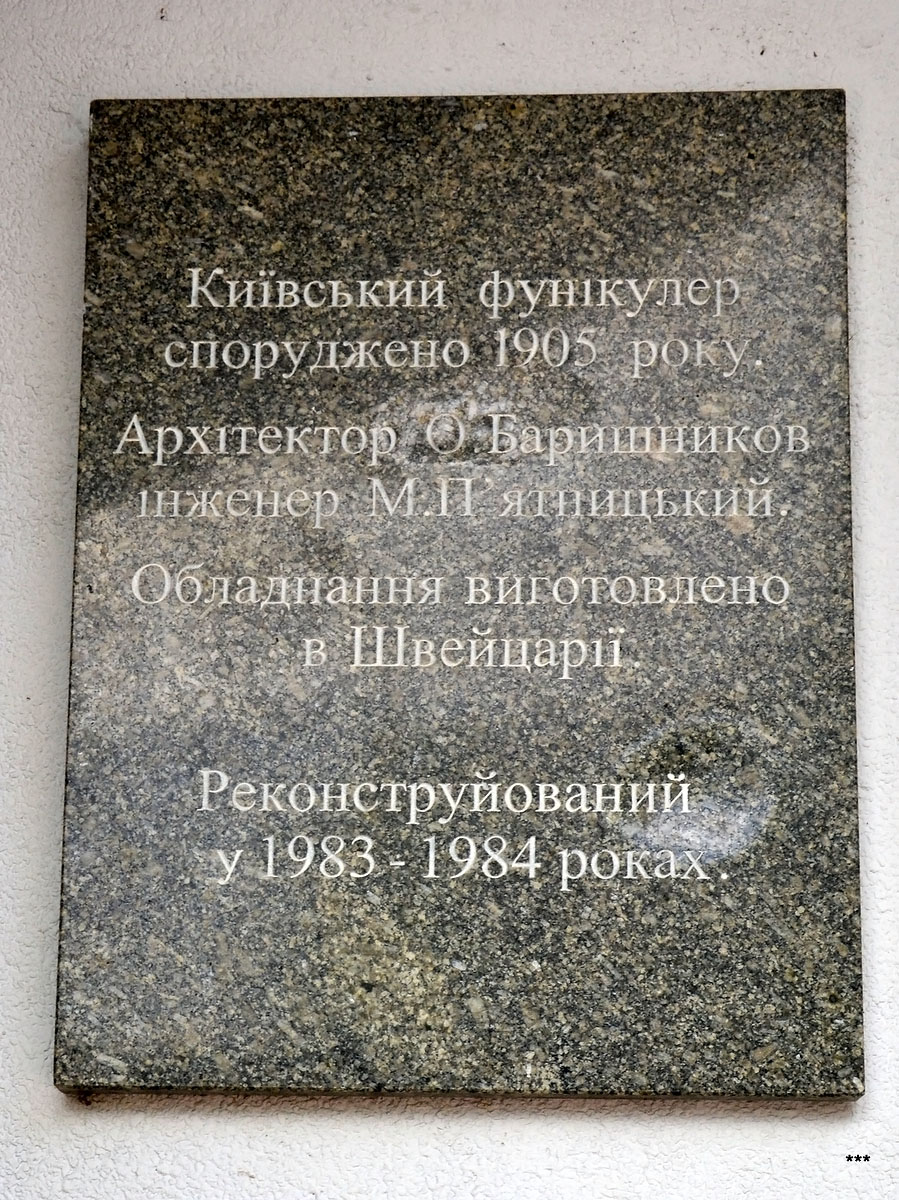 Київський фунікулер
споруджено 1905 року.
Архітектор О.Баришников
інженер М.П'ятницький.
Обладнання виготовлено
в Швейцарії.
Реконструйований
у 1983 - 1984 роках.
***